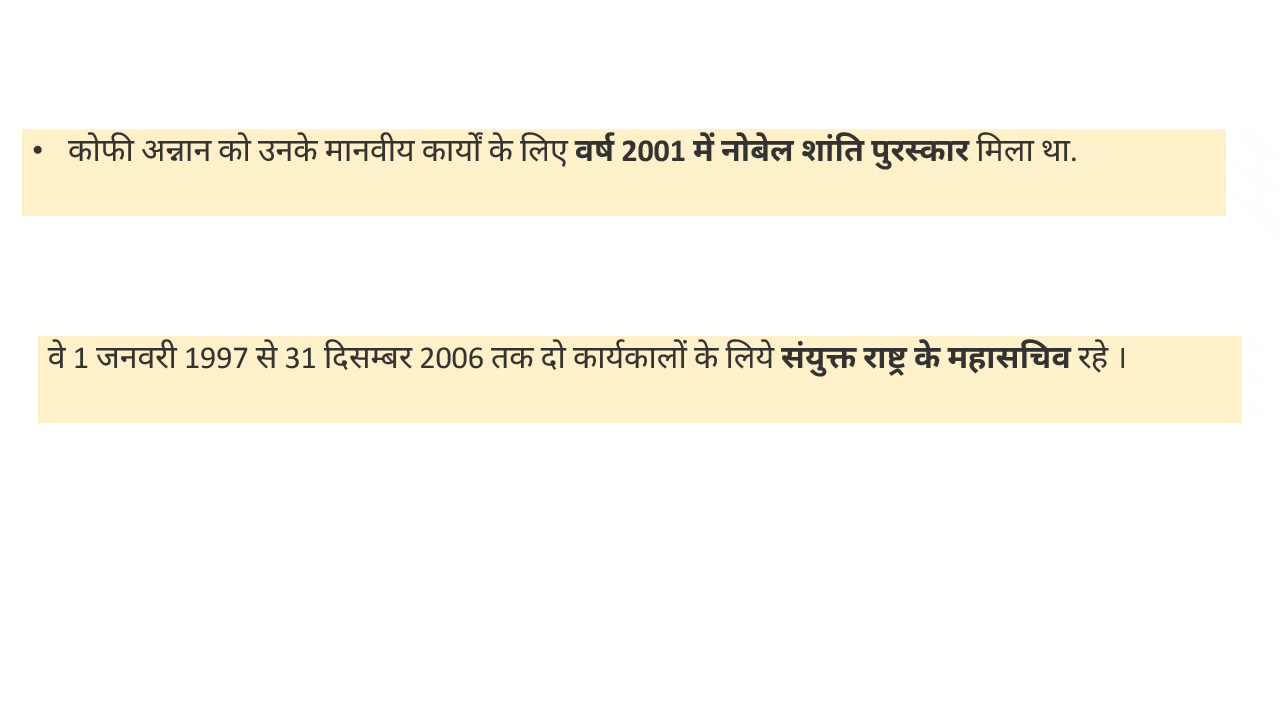 • कोफी अन्नान को उनके मानवीय कार्यों के लिए वर्ष 2001 में नोबेल शांति पुरस्कार मिला था.
वे 1 जनवरी 1997 से 31 दिसम्बर 2006 तक दो कार्यकालों के लिये संयुक्त राष्ट्र के महासचिव रहे ।